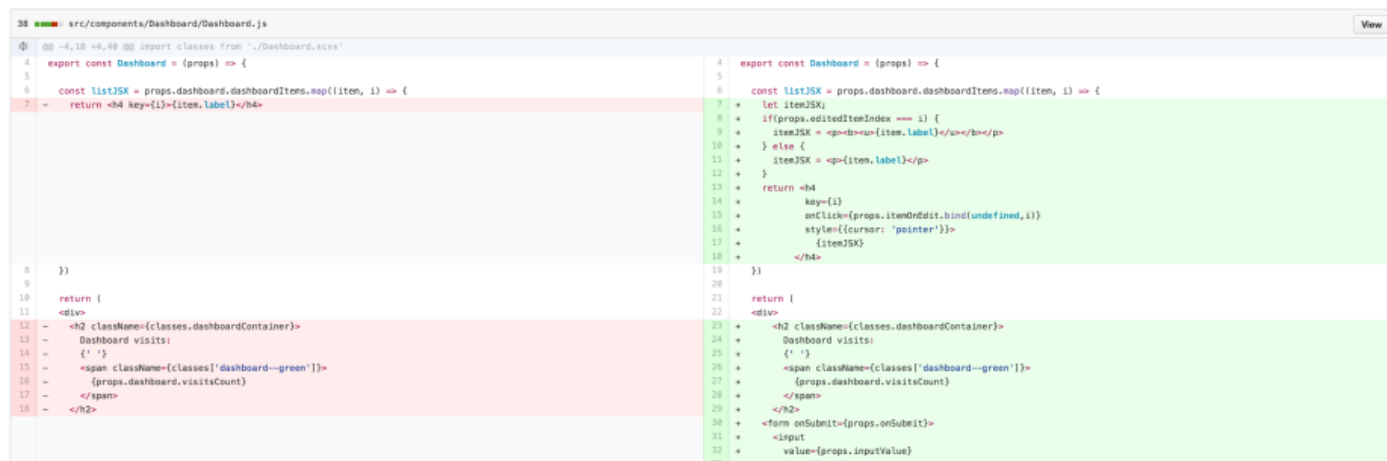 38 src/components/Dashboard/Dashboard.js View
@@ -4,18 +4,40 @@ import classes from './Dashboard.scss'
4 export const Dashboard = (props) => {
5
6 const listJSX = props.dashboard.dashboardItems.map((item, i) => {
7 - return <h4 key={i}>{item.label}</h4>
8 })
9
10 return (
11 <div>
12 - <h2 className={classes.dashboardContainer}>
13 - Dashboard visits:
14 - {' '}
15 - <span className={classes['dashboard--green']}>
16 - {props.dashboard.visitsCount}
17 - </span>
18 - </h2>
4 export const Dashboard = (props) => {
5
6 const listJSX = props.dashboard.dashboardItems.map((item, i) => {
7 + let itemJSX;
8 + if(props.editedItemIndex === i) {
9 + itemJSX = <p><b><u>{item.label}</u></b></p>
10 + } else {
11 + itemJSX = <p>{item.label}</p>
12 + }
13 + return <h4
14 + key={i}
15 + onClick={props.itemOnEdit.bind(undefined,i)}
16 + style={{cursor: 'pointer'}}>
17 + {itemJSX}
18 + </h4>
19 })
20
21 return (
22 <div>
23 + <h2 className={classes.dashboardContainer}>
24 + Dashboard visits:
25 + {' '}
26 + <span className={classes['dashboard--green']}>
27 + {props.dashboard.visitsCount}
28 + </span>
29 + </h2>
30 + <form onSubmit={props.onSubmit}>
31 + <input
32 + value={props.inputValue}